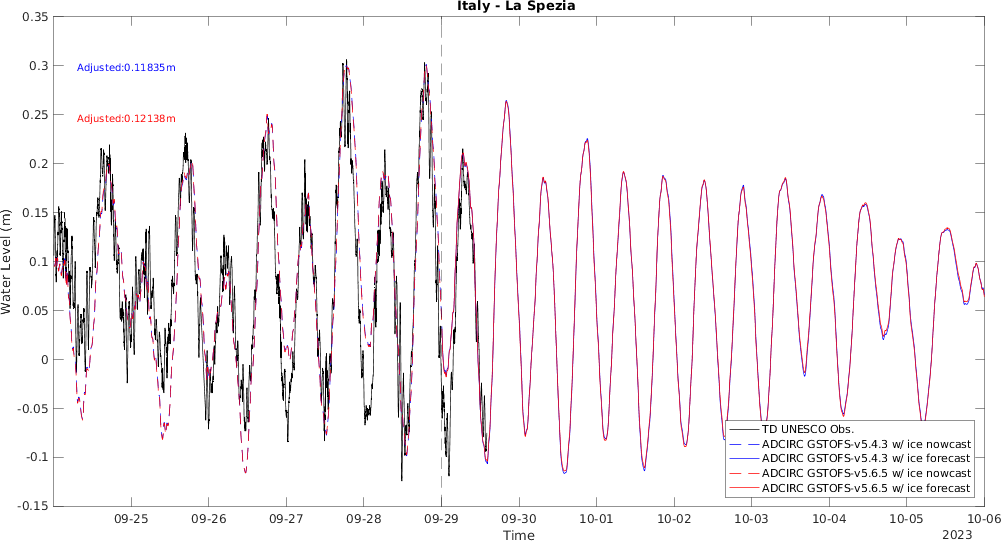 Italy - La Spezia
Water Level (m)
0.35
0.3
0.25
0.2
0.15
0.1
0.05
0
-0.05
-0.1
-0.15
Adjusted:0.11835m
Adjusted:0.12138m
TD UNESCO Obs.
ADCIRC GSTOFS-v5.4.3 w/ ice nowcast
ADCIRC GSTOFS-v5.4.3 w/ ice forecast
ADCIRC GSTOFS-v5.6.5 w/ ice nowcast
ADCIRC GSTOFS-v5.6.5 w/ ice forecast
09-25 09-26 09-27 09-28 09-29 09-30 10-01 10-02 10-03 10-04 10-05 10-06
Time
2023